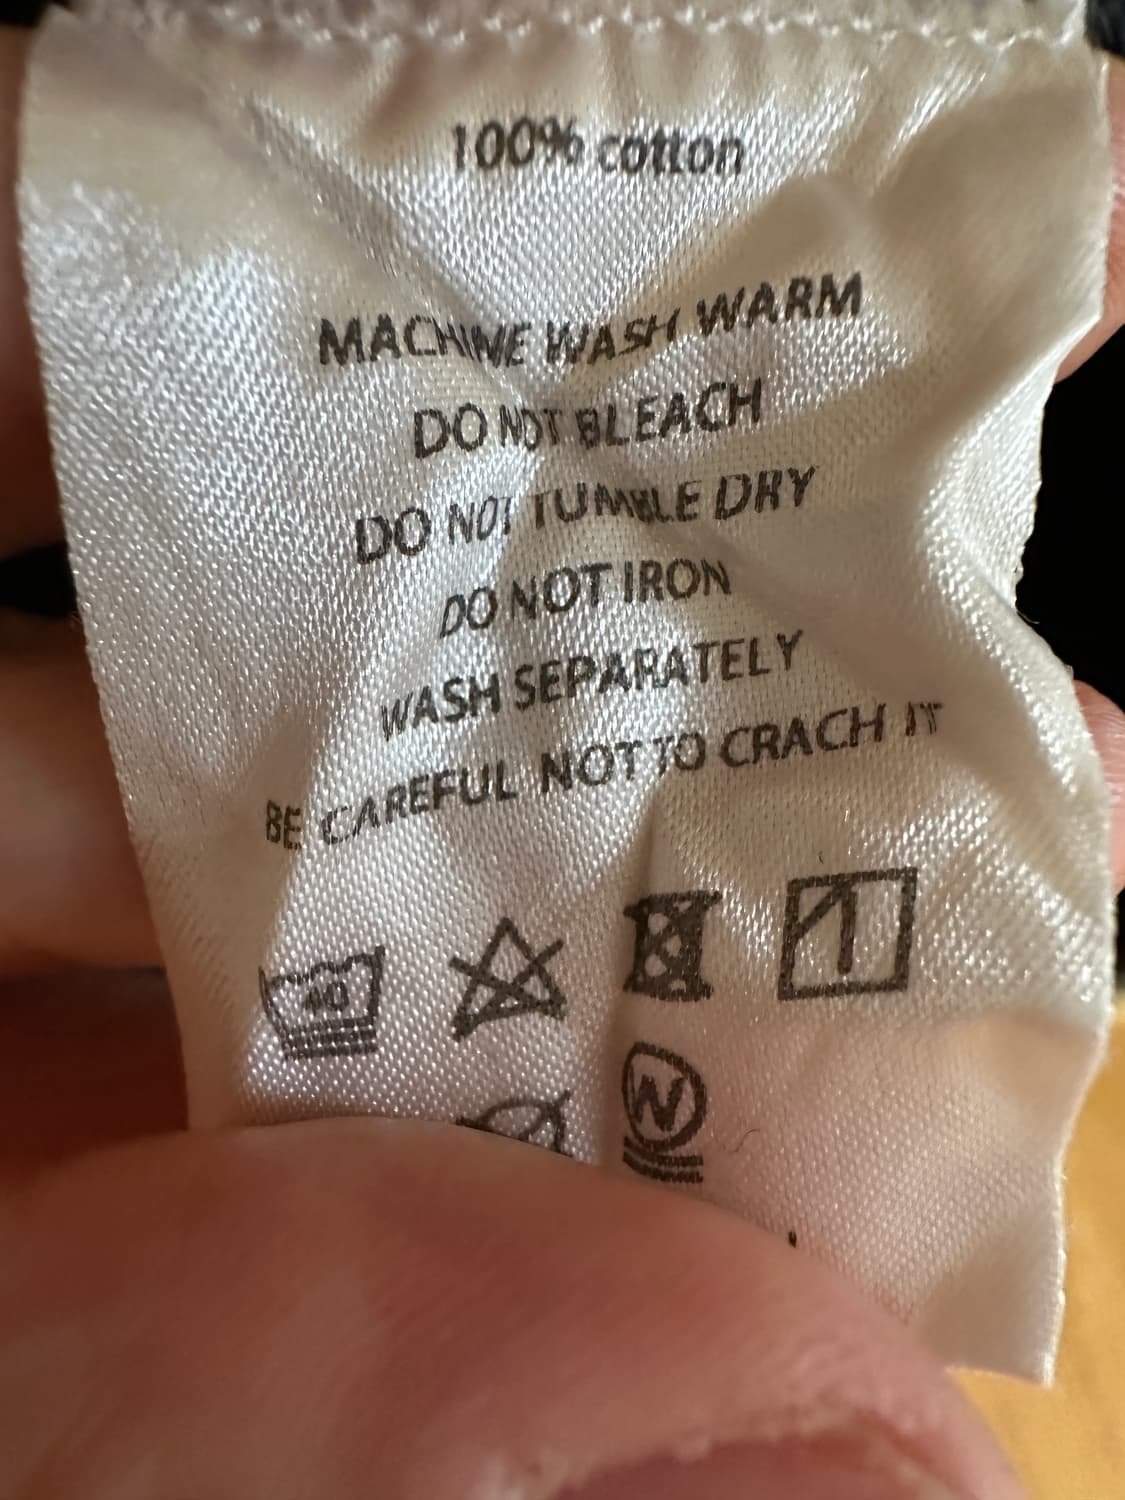 100% cotton
MACHINE WASH WARM
DO NOT BLEACH
DO NOT TUMBLE DRY
DO NOT IRON
WASH SEPARATELY
BE CAREFUL NOT TO CRACH IT
40
W